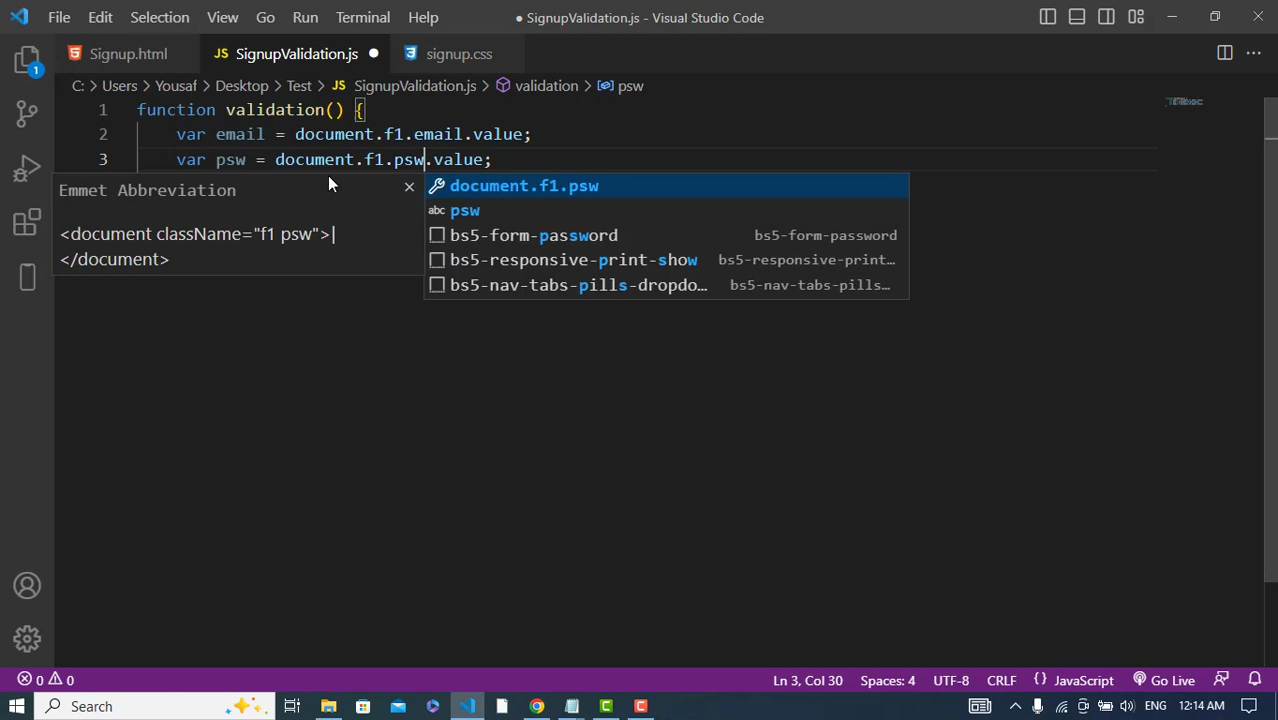 File Edit Selection View Go Run Terminal Help
● SignupValidation.js - Visual Studio Code
Signup.html
JS SignupValidation.js ●
signup.css
C: > Users > Yousaf > Desktop > Test > JS SignupValidation.js > validation > psw
1 function validation() {
2 var email = document.f1.email.value;
3 var psw = document.f1.psw.value;
Emmet Abbreviation
<document className="f1 psw">|
</document>
document.f1.psw
abc psw
bs5-form-password bs5-form-password
bs5-responsive-print-show bs5-responsive-print...
bs5-nav-tabs-pills-dropdo... bs5-nav-tabs-pills...
1
0 0
Ln 3, Col 30
Spaces: 4
UTF-8
CRLF
{} JavaScript
Go Live
Search
ENG
12:14 AM